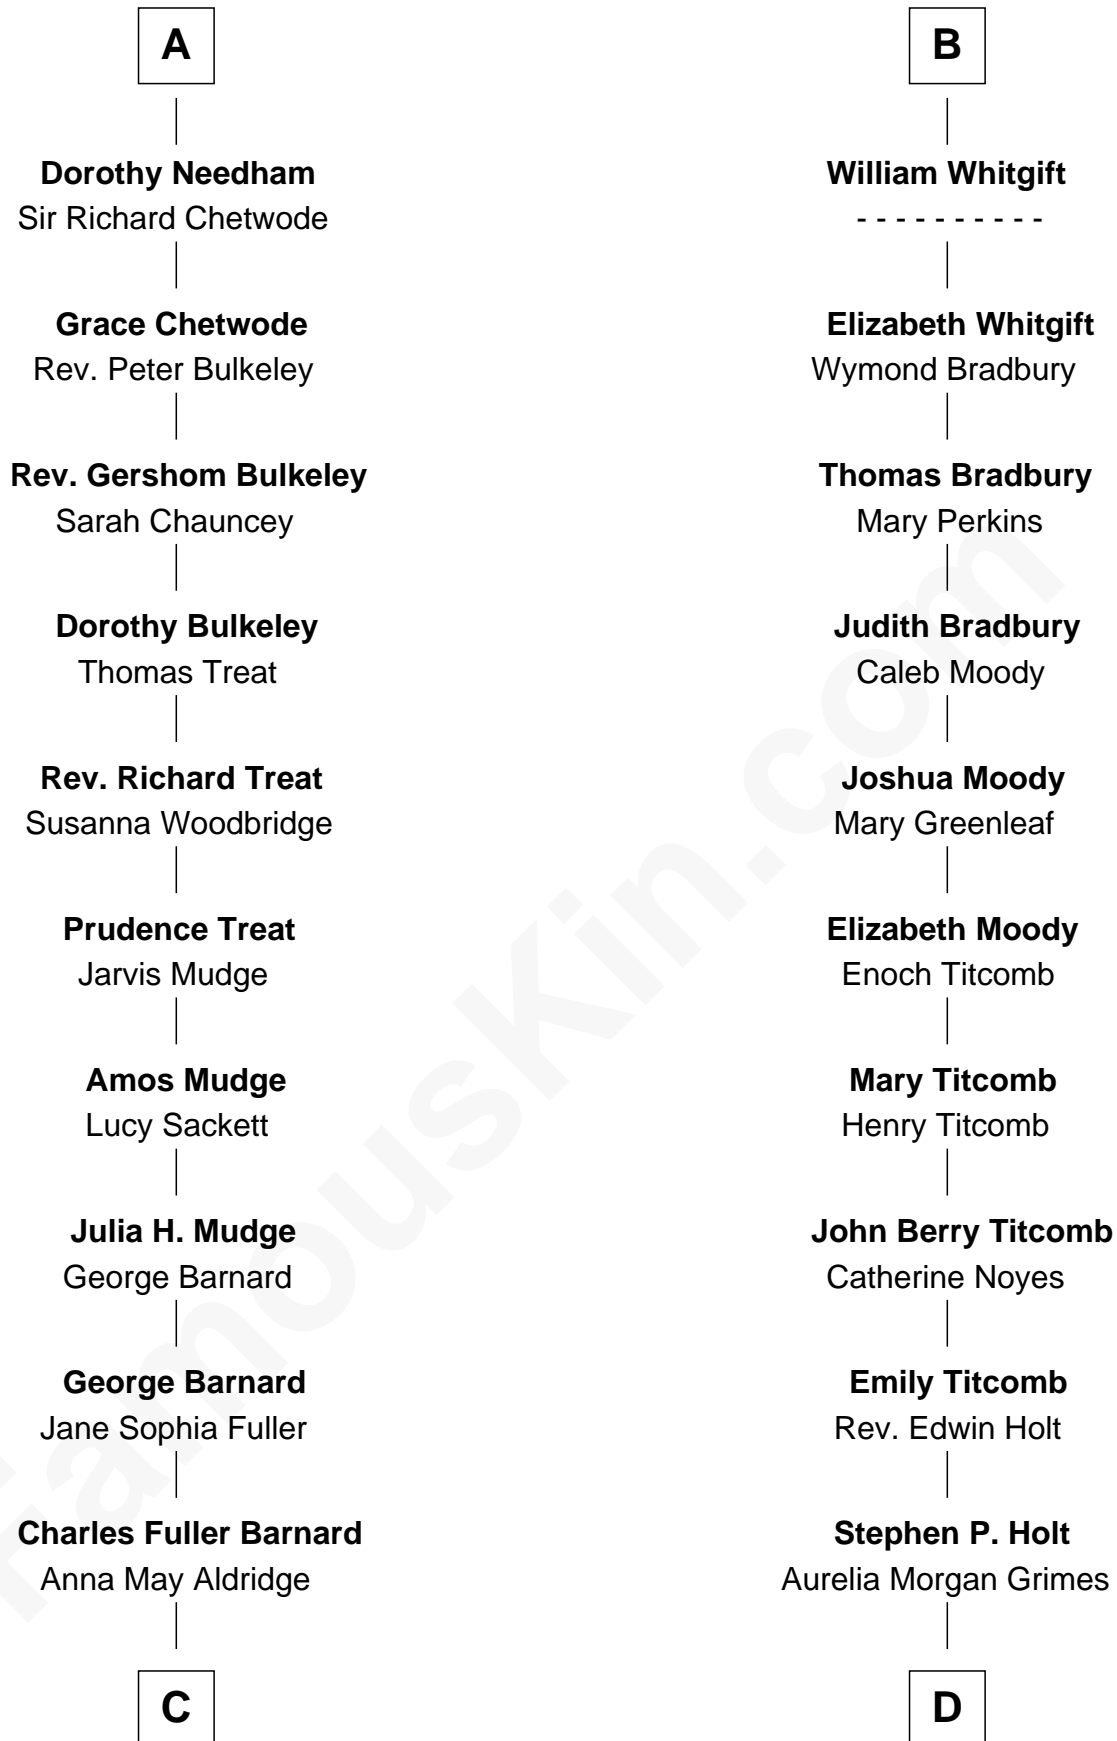 A
Dorothy Needham
Sir Richard Chetwode
Grace Chetwode
Rev. Peter Bulkeley
Rev. Gershom Bulkeley
Sarah Chauncey
Dorothy Bulkeley
Thomas Treat
Rev. Richard Treat
Susanna Woodbridge
Prudence Treat
Jarvis Mudge
Amos Mudge
Lucy Sackett
Julia H. Mudge
George Barnard
George Barnard
Jane Sophia Fuller
Charles Fuller Barnard
Anna May Aldridge
C
B
William Whitgift
- - - - - - - - - -
Elizabeth Whitgift
Wymond Bradbury
Thomas Bradbury
Mary Perkins
Judith Bradbury
Caleb Moody
Joshua Moody
Mary Greenleaf
Elizabeth Moody
Enoch Titcomb
Mary Titcomb
Henry Titcomb
John Berry Titcomb
Catherine Noyes
Emily Titcomb
Rev. Edwin Holt
Stephen P. Holt
Aurelia Morgan Grimes
D
FamousKin.com